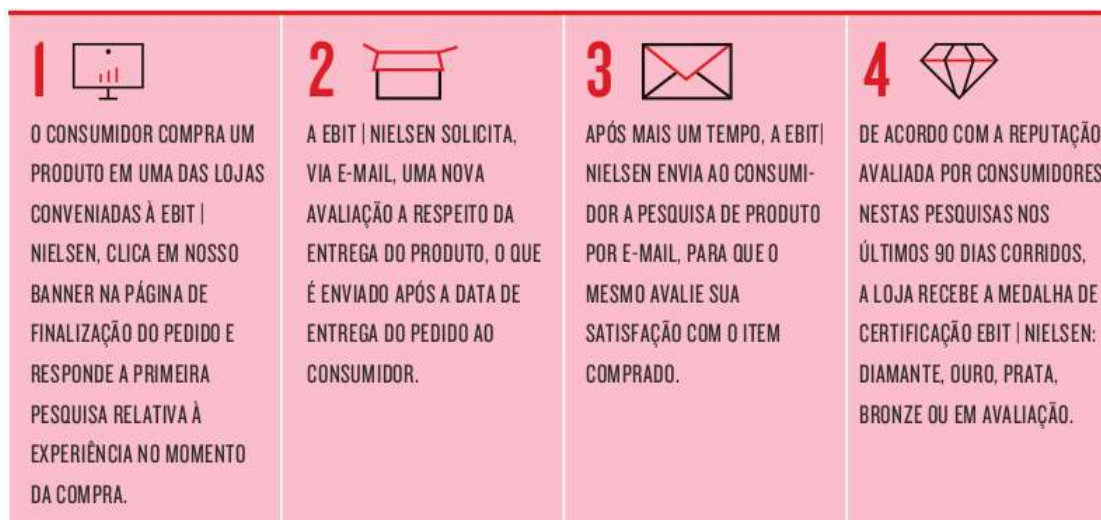 1
O CONSUMIDOR COMPRA UM
PRODUTO EM UMA DAS LOJAS
CONVENIADAS À EBIT |
NIELSEN, CLICA EM NOSSO
BANNER NA PÁGINA DE
FINALIZAÇÃO DO PEDIDO E
RESPONDE A PRIMEIRA
PESQUISA RELATIVA À
EXPERIÊNCIA NO MOMENTO
DA COMPRA.
2
A EBIT | NIELSEN SOLICITA,
VIA E-MAIL, UMA NOVA
AVALIAÇÃO A RESPEITO DA
ENTREGA DO PRODUTO, O QUE
É ENVIADO APÓS A DATA DE
ENTREGA DO PEDIDO AO
CONSUMIDOR.
3
APÓS MAIS UM TEMPO, A EBIT|
NIELSEN ENVIA AO CONSUMI-
DOR A PESQUISA DE PRODUTO
POR E-MAIL, PARA QUE O
MESMO AVALIE SUA
SATISFAÇÃO COM O ITEM
COMPRADO.
4
DE ACORDO COM A REPUTAÇÃO
AVALIADA POR CONSUMIDORES
NESTAS PESQUISAS NOS
ÚLTIMOS 90 DIAS CORRIDOS,
A LOJA RECEBE A MEDALHA DE
CERTIFICAÇÃO EBIT | NIELSEN:
DIAMANTE, OURO, PRATA,
BRONZE OU EM AVALIAÇÃO.